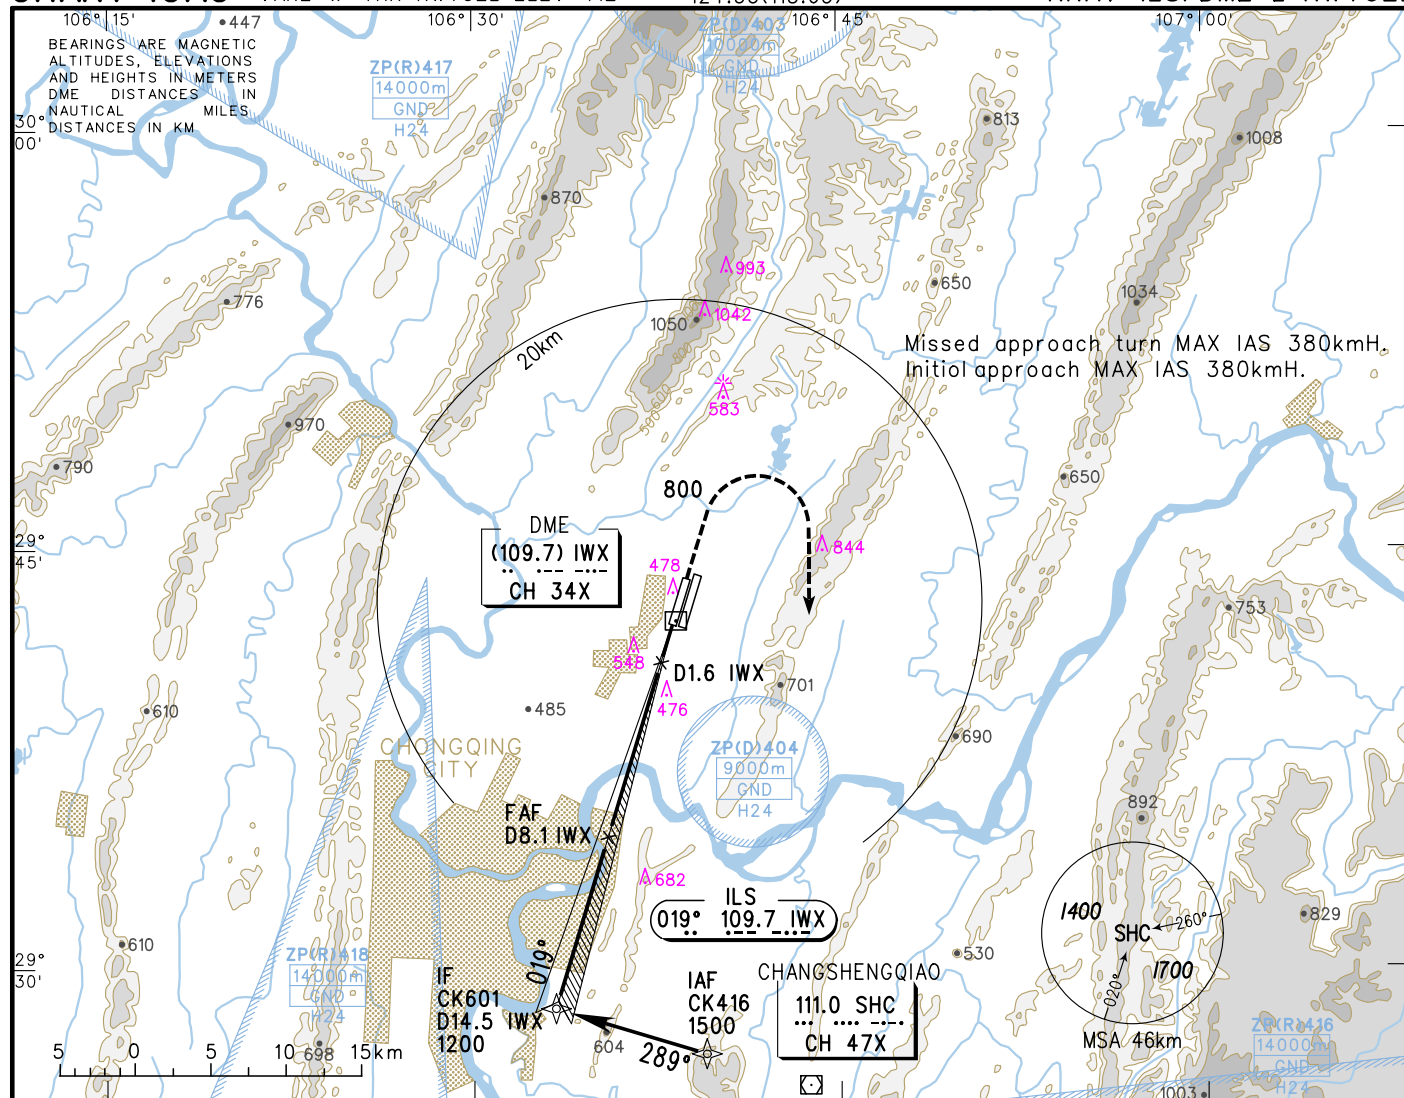 106° 15'
106° 30'
106° 45'
107° 00'
447
BEARINGS ARE MAGNETIC
ALTITUDES, ELEVATIONS
AND HEIGHTS IN METERS
DME DISTANCES IN
NAUTICAL MILES
DISTANCES IN KM
ZP(R)417
14000m
GND
H24
ZP(D)403
10000m
GND
H24
30°
00'
813
1008
870
993
776
1042
1050
650
1034
20km
800
500 600
Missed approach turn MAX IAS 380kmH.
Initiol approach MAX IAS 380kmH.
583
970
790
650
800
DME
(109.7) IWX
CH 34X
29°
45'
478
844
753
548
D1.6 IWX
476
701
485
610
690
CHONGQING
CITY
ZP(D)404
9000m
GND
H24
892
FAF
D8.1 IWX
682
ILS
019° 109.7 IWX
1400
SHC
260°
1700
020°
MSA 46km
829
610
530
29°
30'
ZP(R)418
14000m
GND
H24
019°
IF
CK601
D14.5 IWX
1200
IAF
CK416
1500
CHANGSHENGQIAO
111.0 SHC
CH 47X
289°
604
698
5 0 5 10 15km
ZP(R)416
14000m
GND
H24
1003